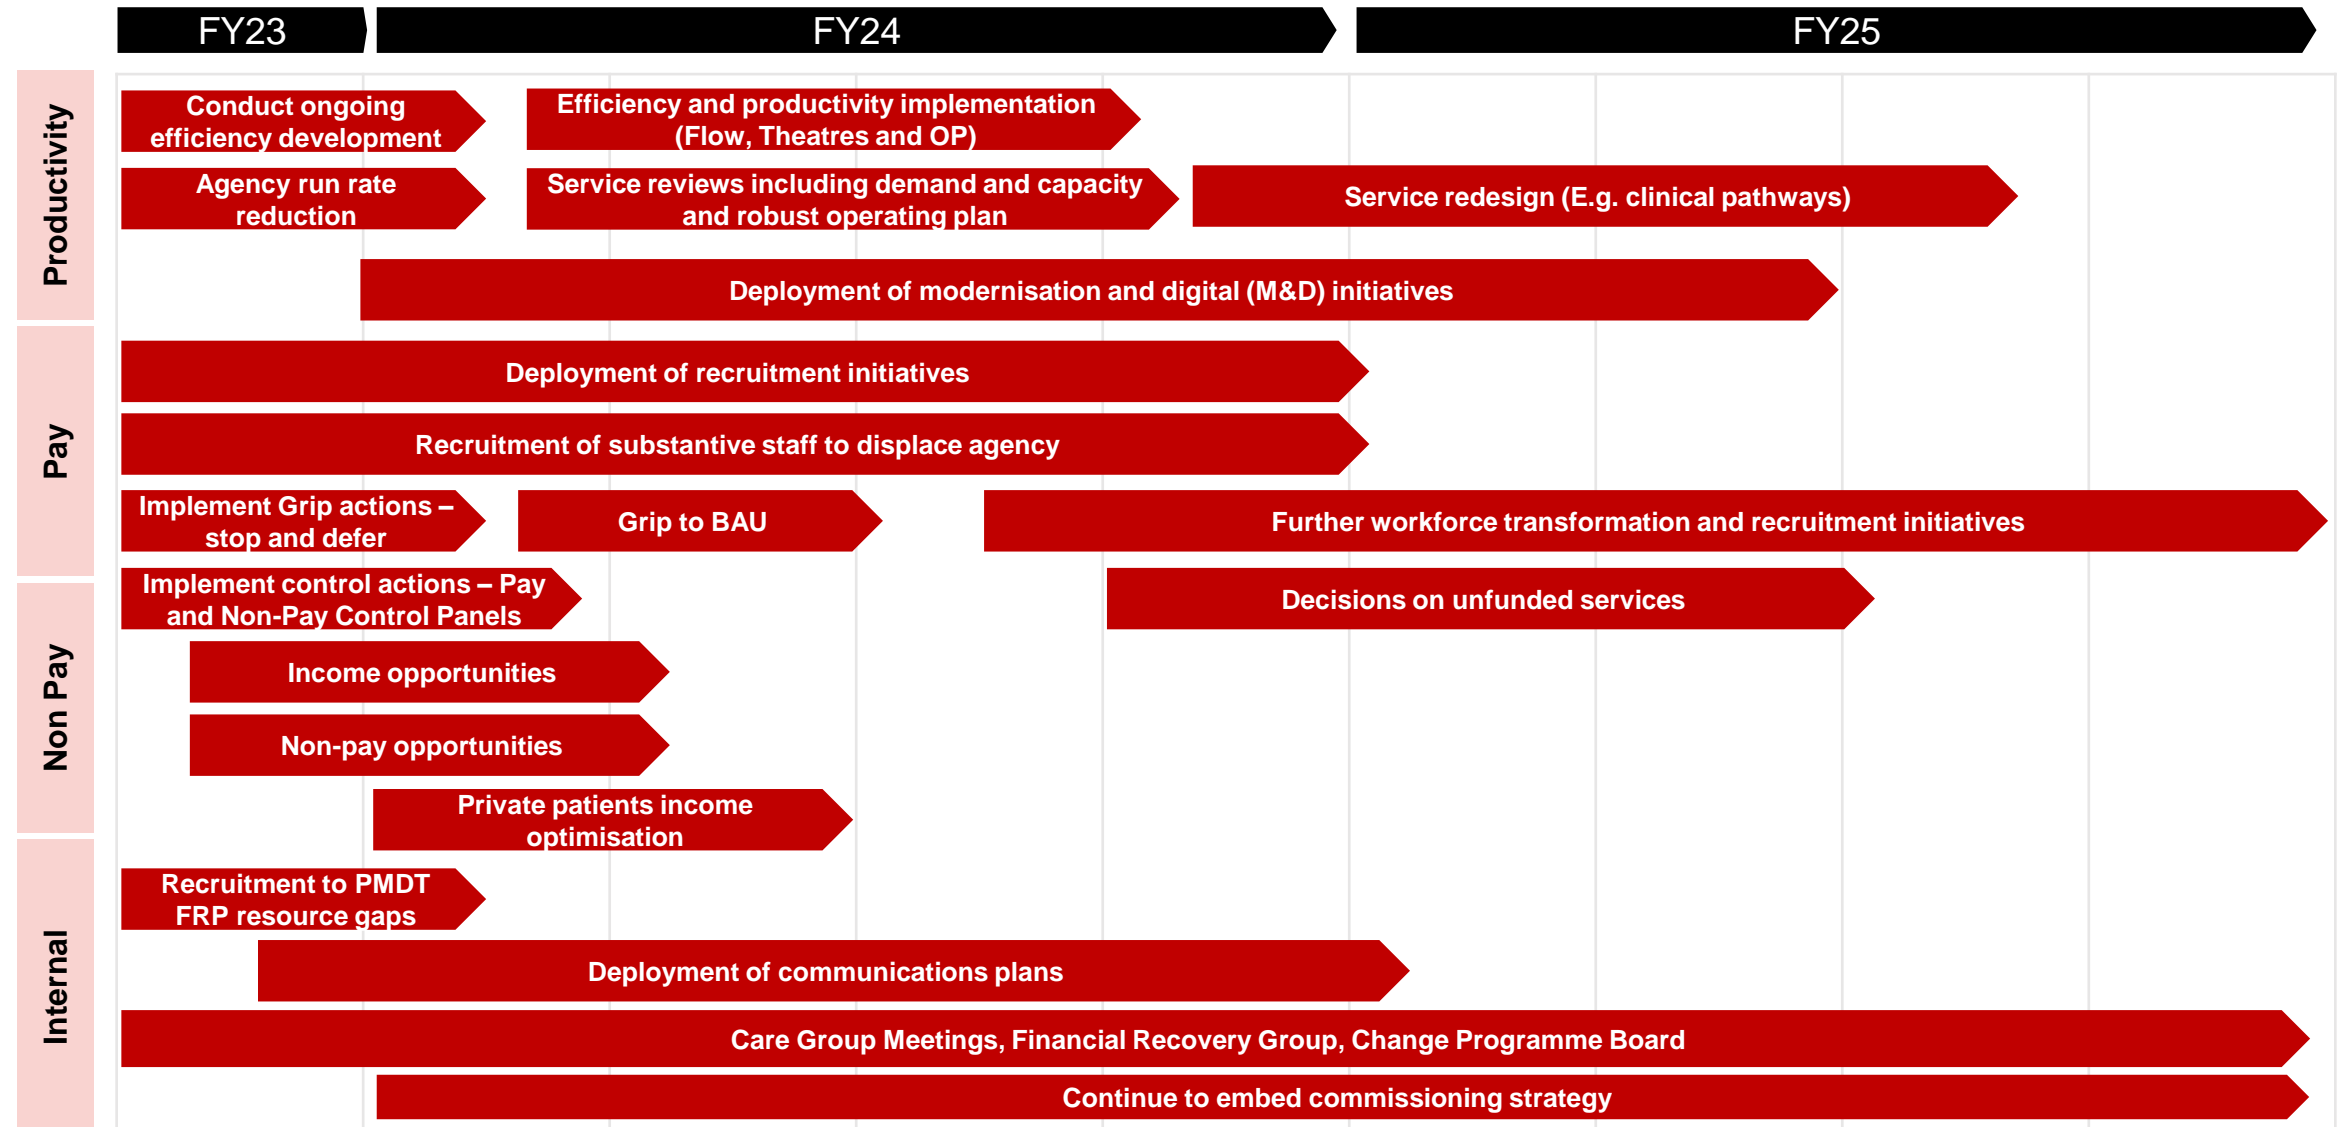 FY23
FY24
FY25
Productivity
Conduct ongoing
efficiency development
Efficiency and productivity implementation
(Flow, Theatres and OP)
Agency run rate
reduction
Service reviews including demand and capacity
and robust operating plan
Service redesign (E.g. clinical pathways)
Deployment of modernisation and digital (M&D) initiatives
Pay
Deployment of recruitment initiatives
Recruitment of substantive staff to displace agency
Implement Grip actions –
stop and defer
Grip to BAU
Further workforce transformation and recruitment initiatives
Non Pay
Implement control actions – Pay
and Non-Pay Control Panels
Decisions on unfunded services
Income opportunities
Non-pay opportunities
Private patients income
optimisation
Internal
Recruitment to PMDT
FRP resource gaps
Deployment of communications plans
Care Group Meetings, Financial Recovery Group, Change Programme Board
Continue to embed commissioning strategy